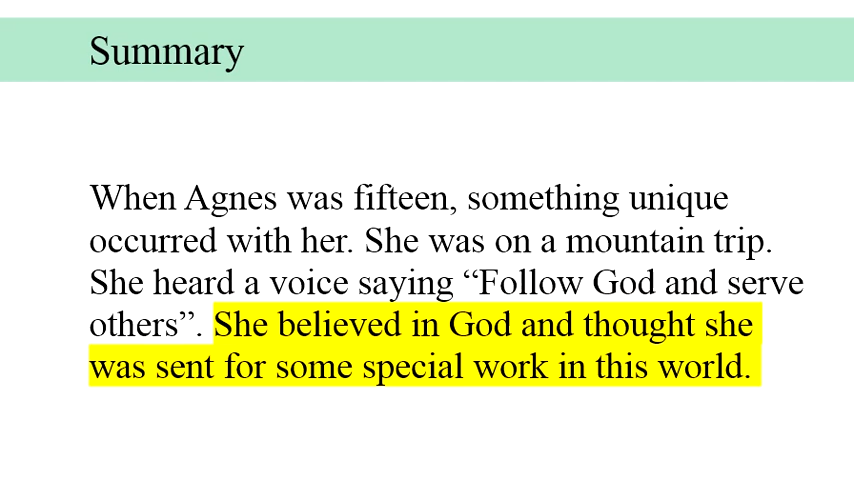 Summary
When Agnes was fifteen, something unique
occurred with her. She was on a mountain trip.
She heard a voice saying “Follow God and serve
others”. She believed in God and thought she
was sent for some special work in this world.